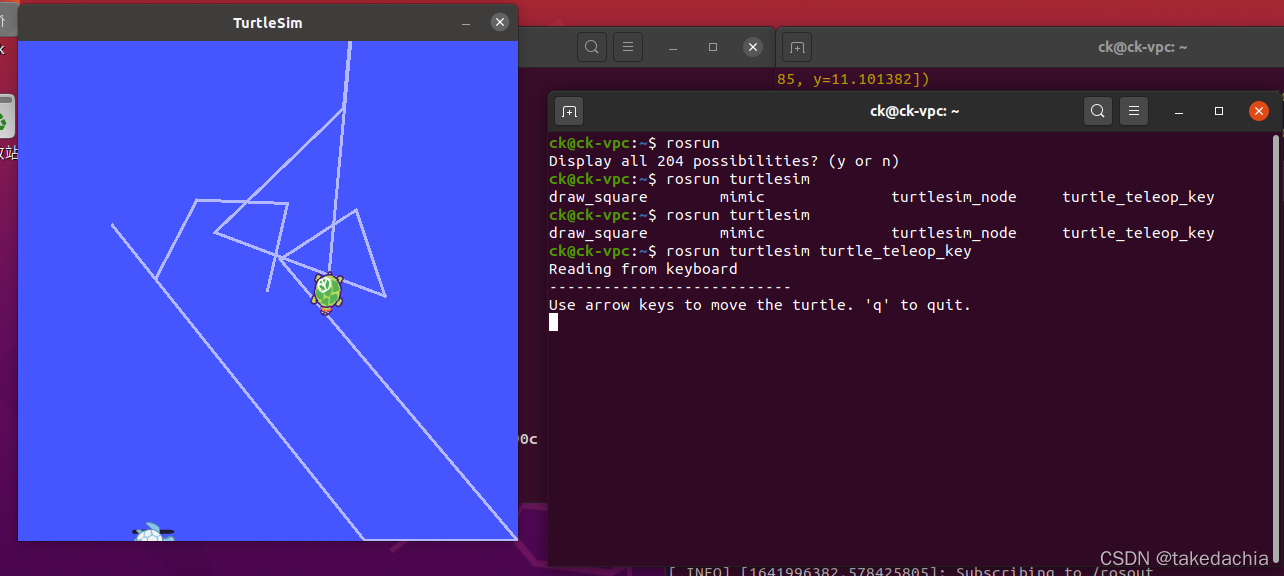 TurtleSim
ck@ck-vpc: ~
85, y=11.101382])
ck@ck-vpc: ~
ck@ck-vpc:~$ rosrun
Display all 204 possibilities? (y or n)
ck@ck-vpc:~$ rosrun turtlesim
draw_square mimic turtlesim_node turtle_teleop_key
ck@ck-vpc:~$ rosrun turtlesim
draw_square mimic turtlesim_node turtle_teleop_key
ck@ck-vpc:~$ rosrun turtlesim turtle_teleop_key
Reading from keyboard
---------------------------
Use arrow keys to move the turtle. 'q' to quit.
k
站
0c
CSDN @takedachia
[ INFO] [1641996382.578425805]: Subscribing to /rosout